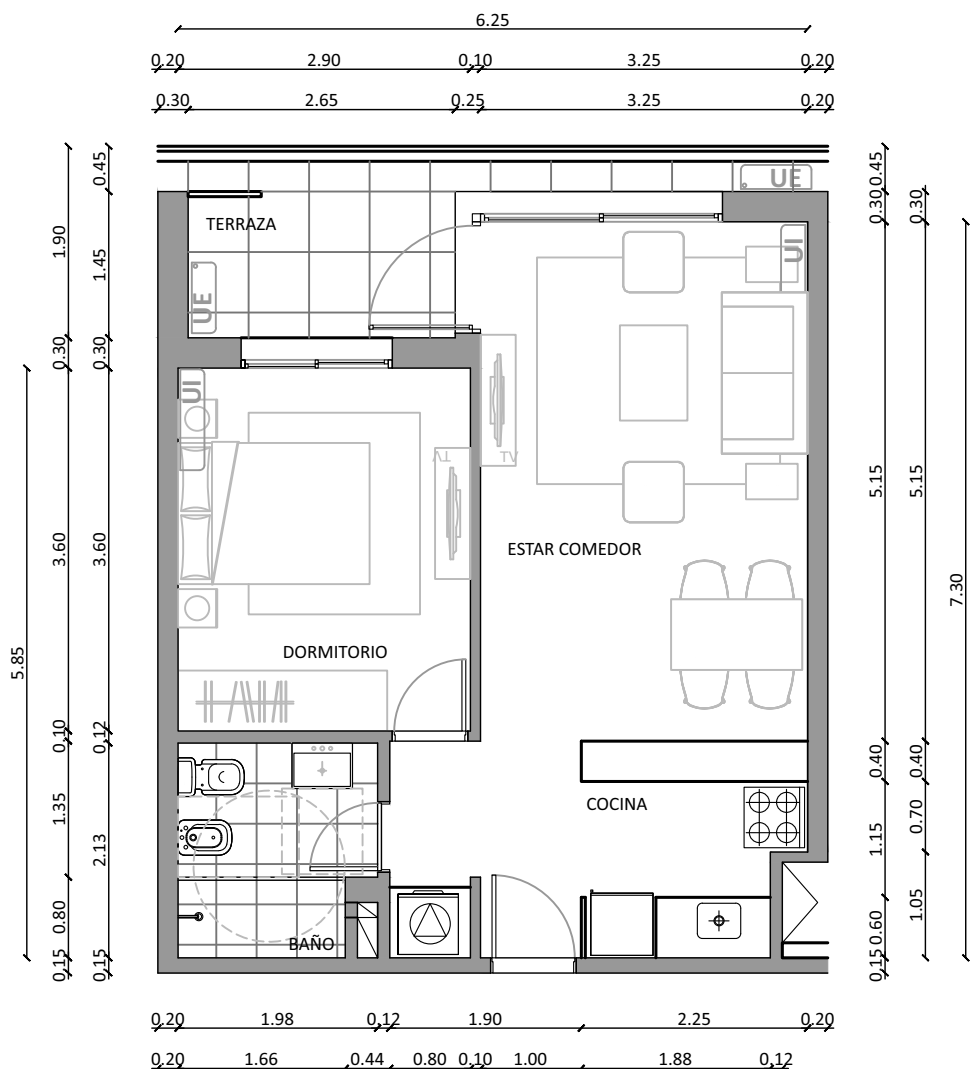 6.25
0.20 2.90 0.10 3.25 0.20
0.30 2.65 0.25 3.25 0.20
0.45
1.90
1.45
0.30
0.30
5.85
3.60
3.60
0.10
0.12
1.35
2.13
0.80
0.15
0.15
UE
TERRAZA
UE
UI
UI
TV
TV
ESTAR COMEDOR
DORMITORIO
COCINA
BAÑO
0.45
0.30
0.30
5.15
5.15
7.30
0.40
0.40
0.70
1.15
1.05
0.60
0.15
0.20 1.98 0.12 1.90 2.25 0.20
0.20 1.66 0.44 0.80 0.10 1.00 1.88 0.12